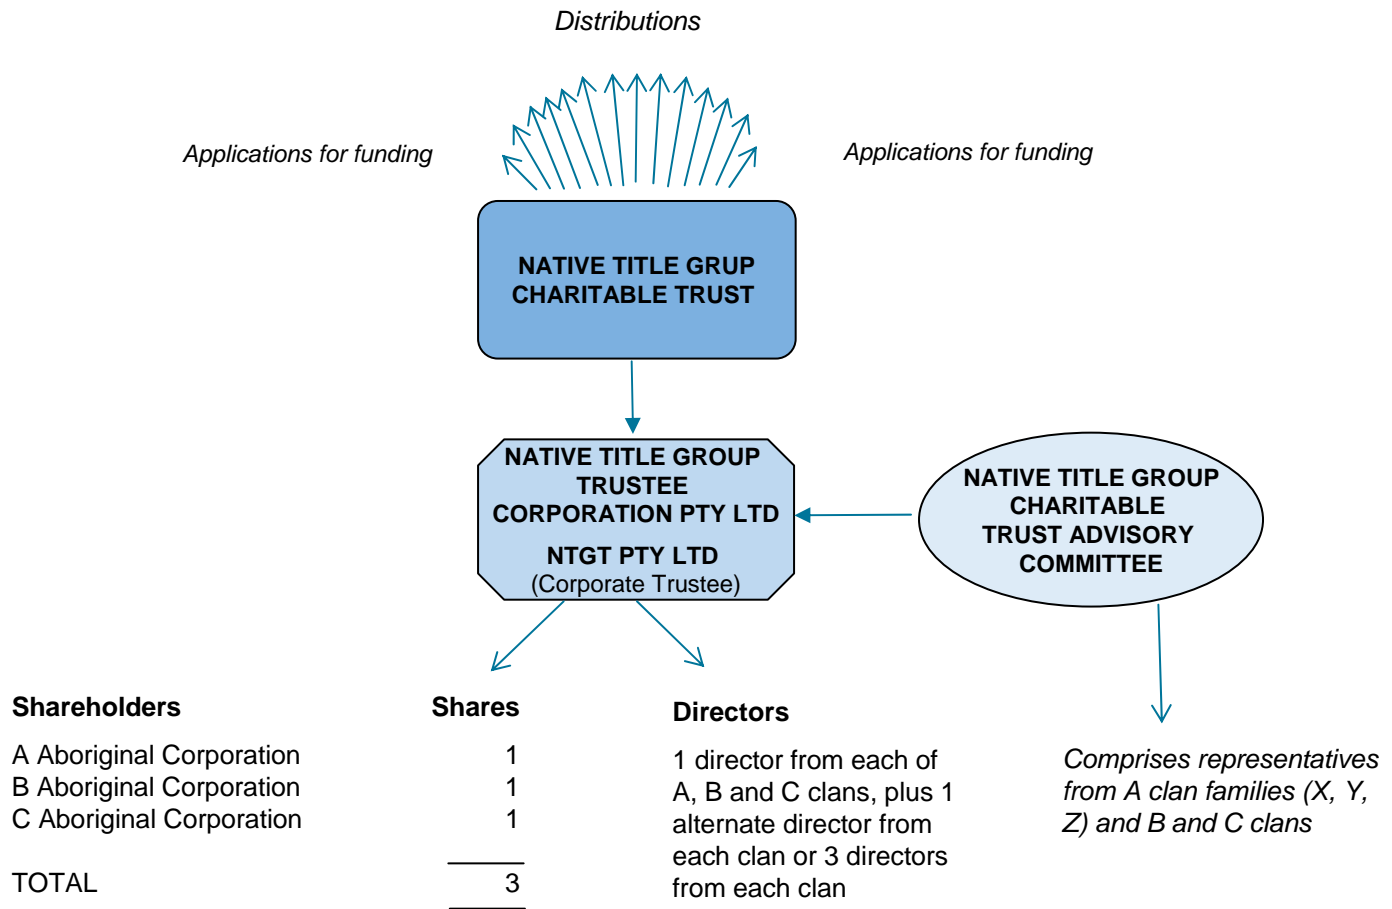 Distributions
Applications for funding
Applications for funding
NATIVE TITLE GRUP
CHARITABLE TRUST
NATIVE TITLE GROUP
TRUSTEE
CORPORATION PTY LTD
NTGT PTY LTD
(Corporate Trustee)
NATIVE TITLE GROUP
CHARITABLE
TRUST ADVISORY
COMMITTEE
Shareholders Shares
A Aboriginal Corporation 1
B Aboriginal Corporation 1
C Aboriginal Corporation 1
TOTAL 3
Directors
1 director from each of
A, B and C clans, plus 1
alternate director from
each clan or 3 directors
from each clan
Comprises representatives
from A clan families (X, Y,
Z) and B and C clans